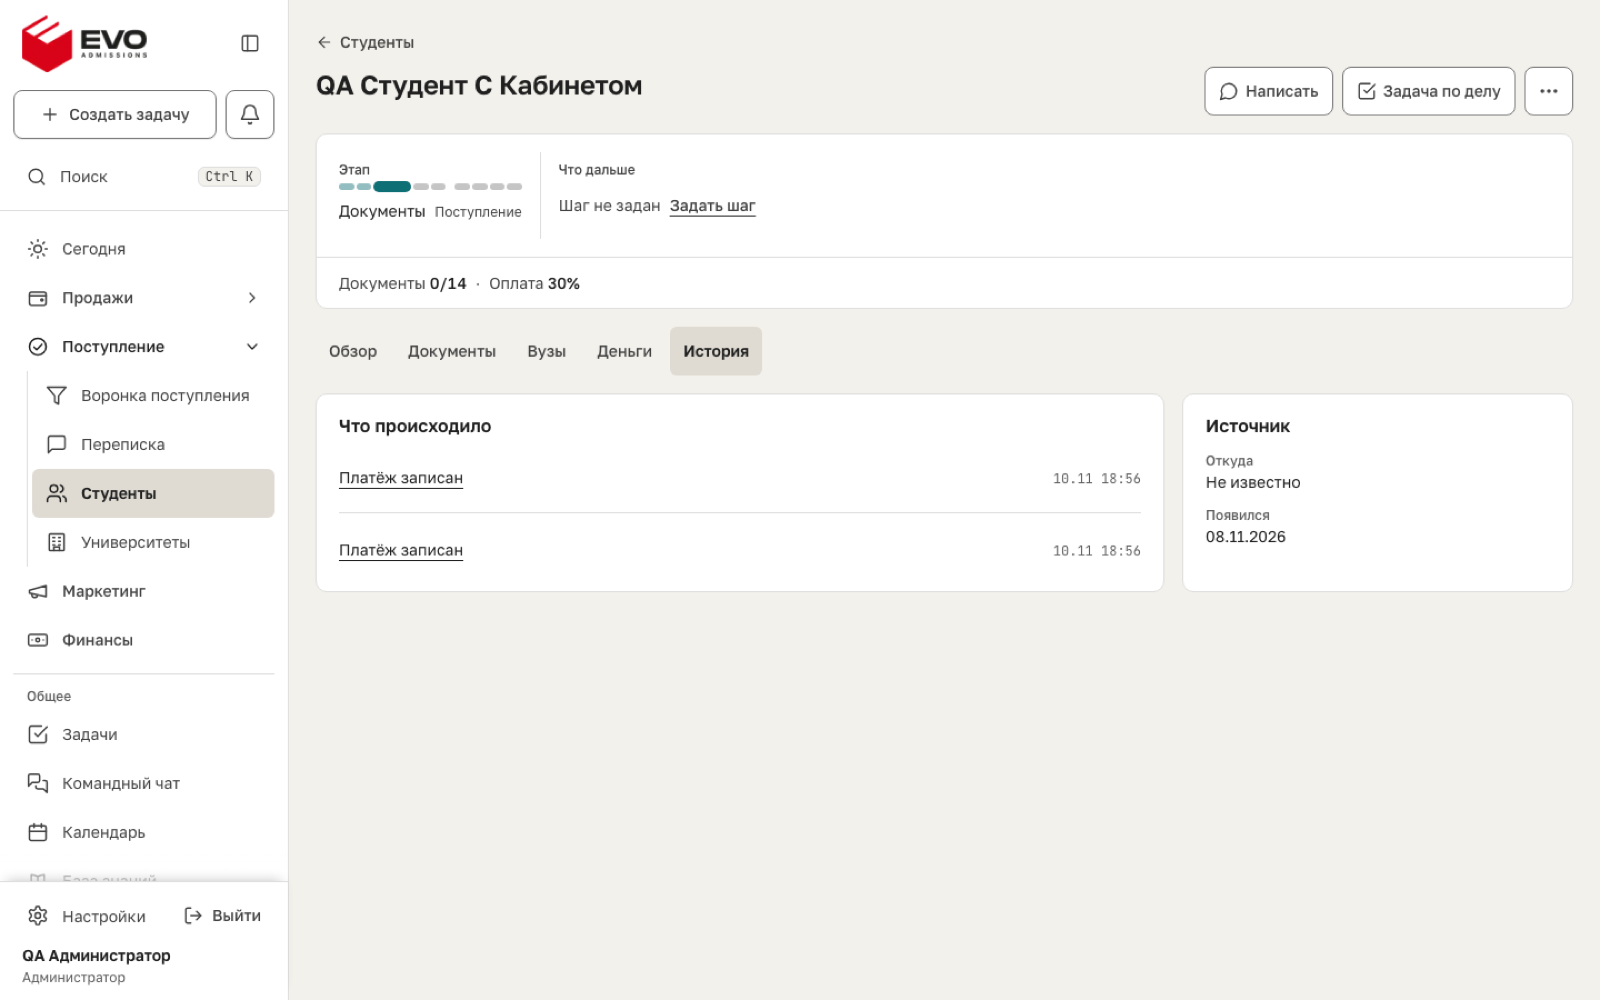 EVO
ADMISSIONS
Создать задачу
Поиск
Ctrl K
Сегодня
Продажи
Поступление
Воронка поступления
Переписка
Студенты
Университеты
Маркетинг
Финансы
Общее
Задачи
Командный чат
Календарь
База знаний
Настройки
Выйти
QA Администратор
Администратор
Студенты
QA Студент С Кабинетом
Написать
Задача по делу
Этап
Документы Поступление
Что дальше
Шаг не задан Задать шаг
Документы 0/14 · Оплата 30%
Обзор
Документы
Вузы
Деньги
История
Что происходило
Платёж записан 10.11 18:56
Платёж записан 10.11 18:56
Источник
Откуда
Не известно
Появился
08.11.2026